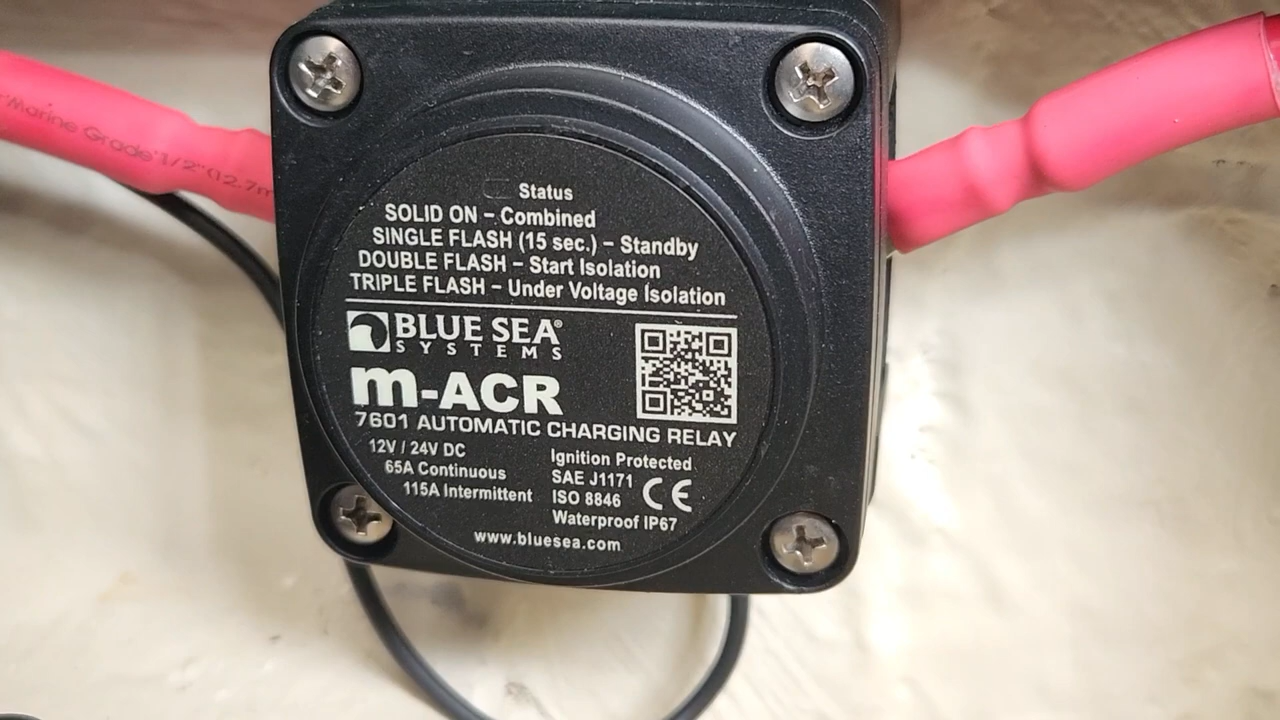 Marine Grade 1/2"(12.7m
Status
SOLID ON – Combined
SINGLE FLASH (15 sec.) – Standby
DOUBLE FLASH – Start Isolation
TRIPLE FLASH – Under Voltage Isolation
BLUE SEA®
SYSTEMS
m-ACR
7601 AUTOMATIC CHARGING RELAY
12V / 24V DC
65A Continuous
115A Intermittent
Ignition Protected
SAE J1171
ISO 8846
CE
Waterproof IP67
www.bluesea.com